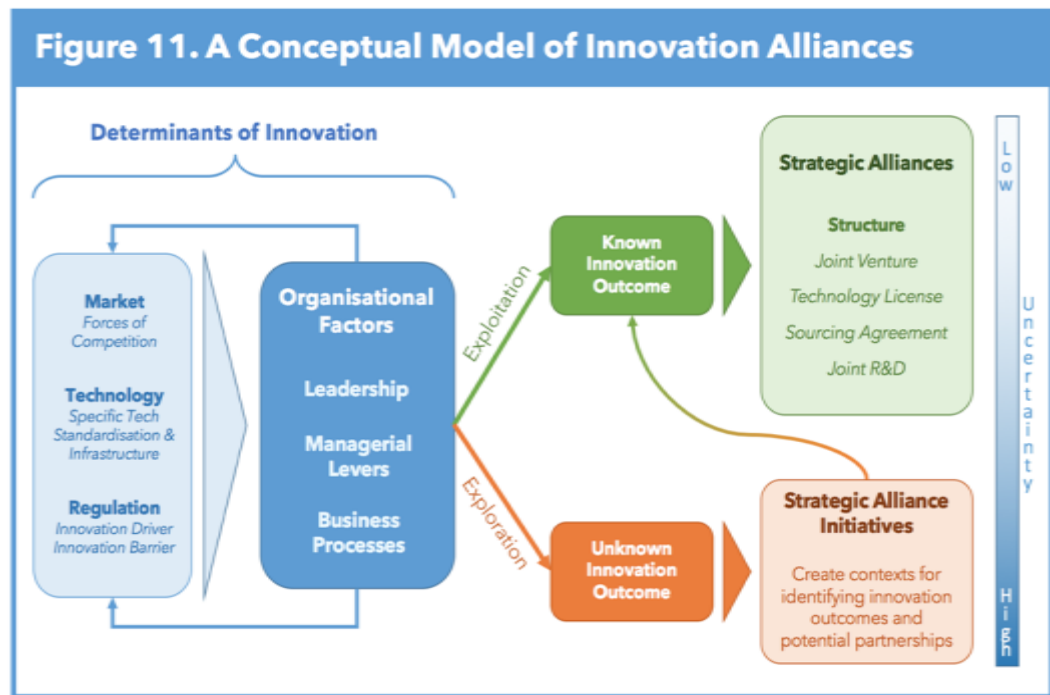 Figure 11. A Conceptual Model of Innovation Alliances
Determinants of Innovation
Market
Forces of
Competition
Technology
Specific Tech
Standardisation &
Infrastructure
Regulation
Innovation Driver
Innovation Barrier
Organisational
Factors
Leadership
Managerial
Levers
Business
Processes
Exploitation
Exploration
Known
Innovation
Outcome
Unknown
Innovation
Outcome
Strategic Alliances
Structure
Joint Venture
Technology License
Sourcing Agreement
Joint R&D
Strategic Alliance
Initiatives
Create contexts for
identifying innovation
outcomes and
potential partnerships
Low
Uncertainty
High